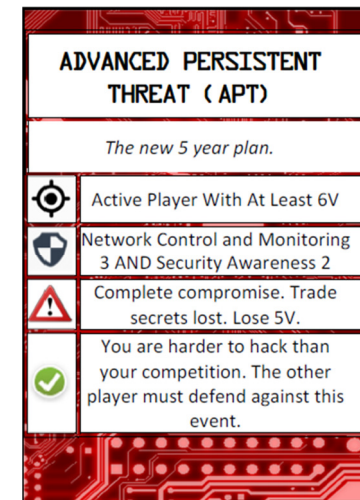 ADVANCED PERSISTENT
THREAT (APT)
The new 5 year plan.
Active Player With At Least 6V
Network Control and Monitoring
3 AND Security Awareness 2
Complete compromise. Trade
secrets lost. Lose 5V.
You are harder to hack than
your competition. The other
player must defend against this
event.